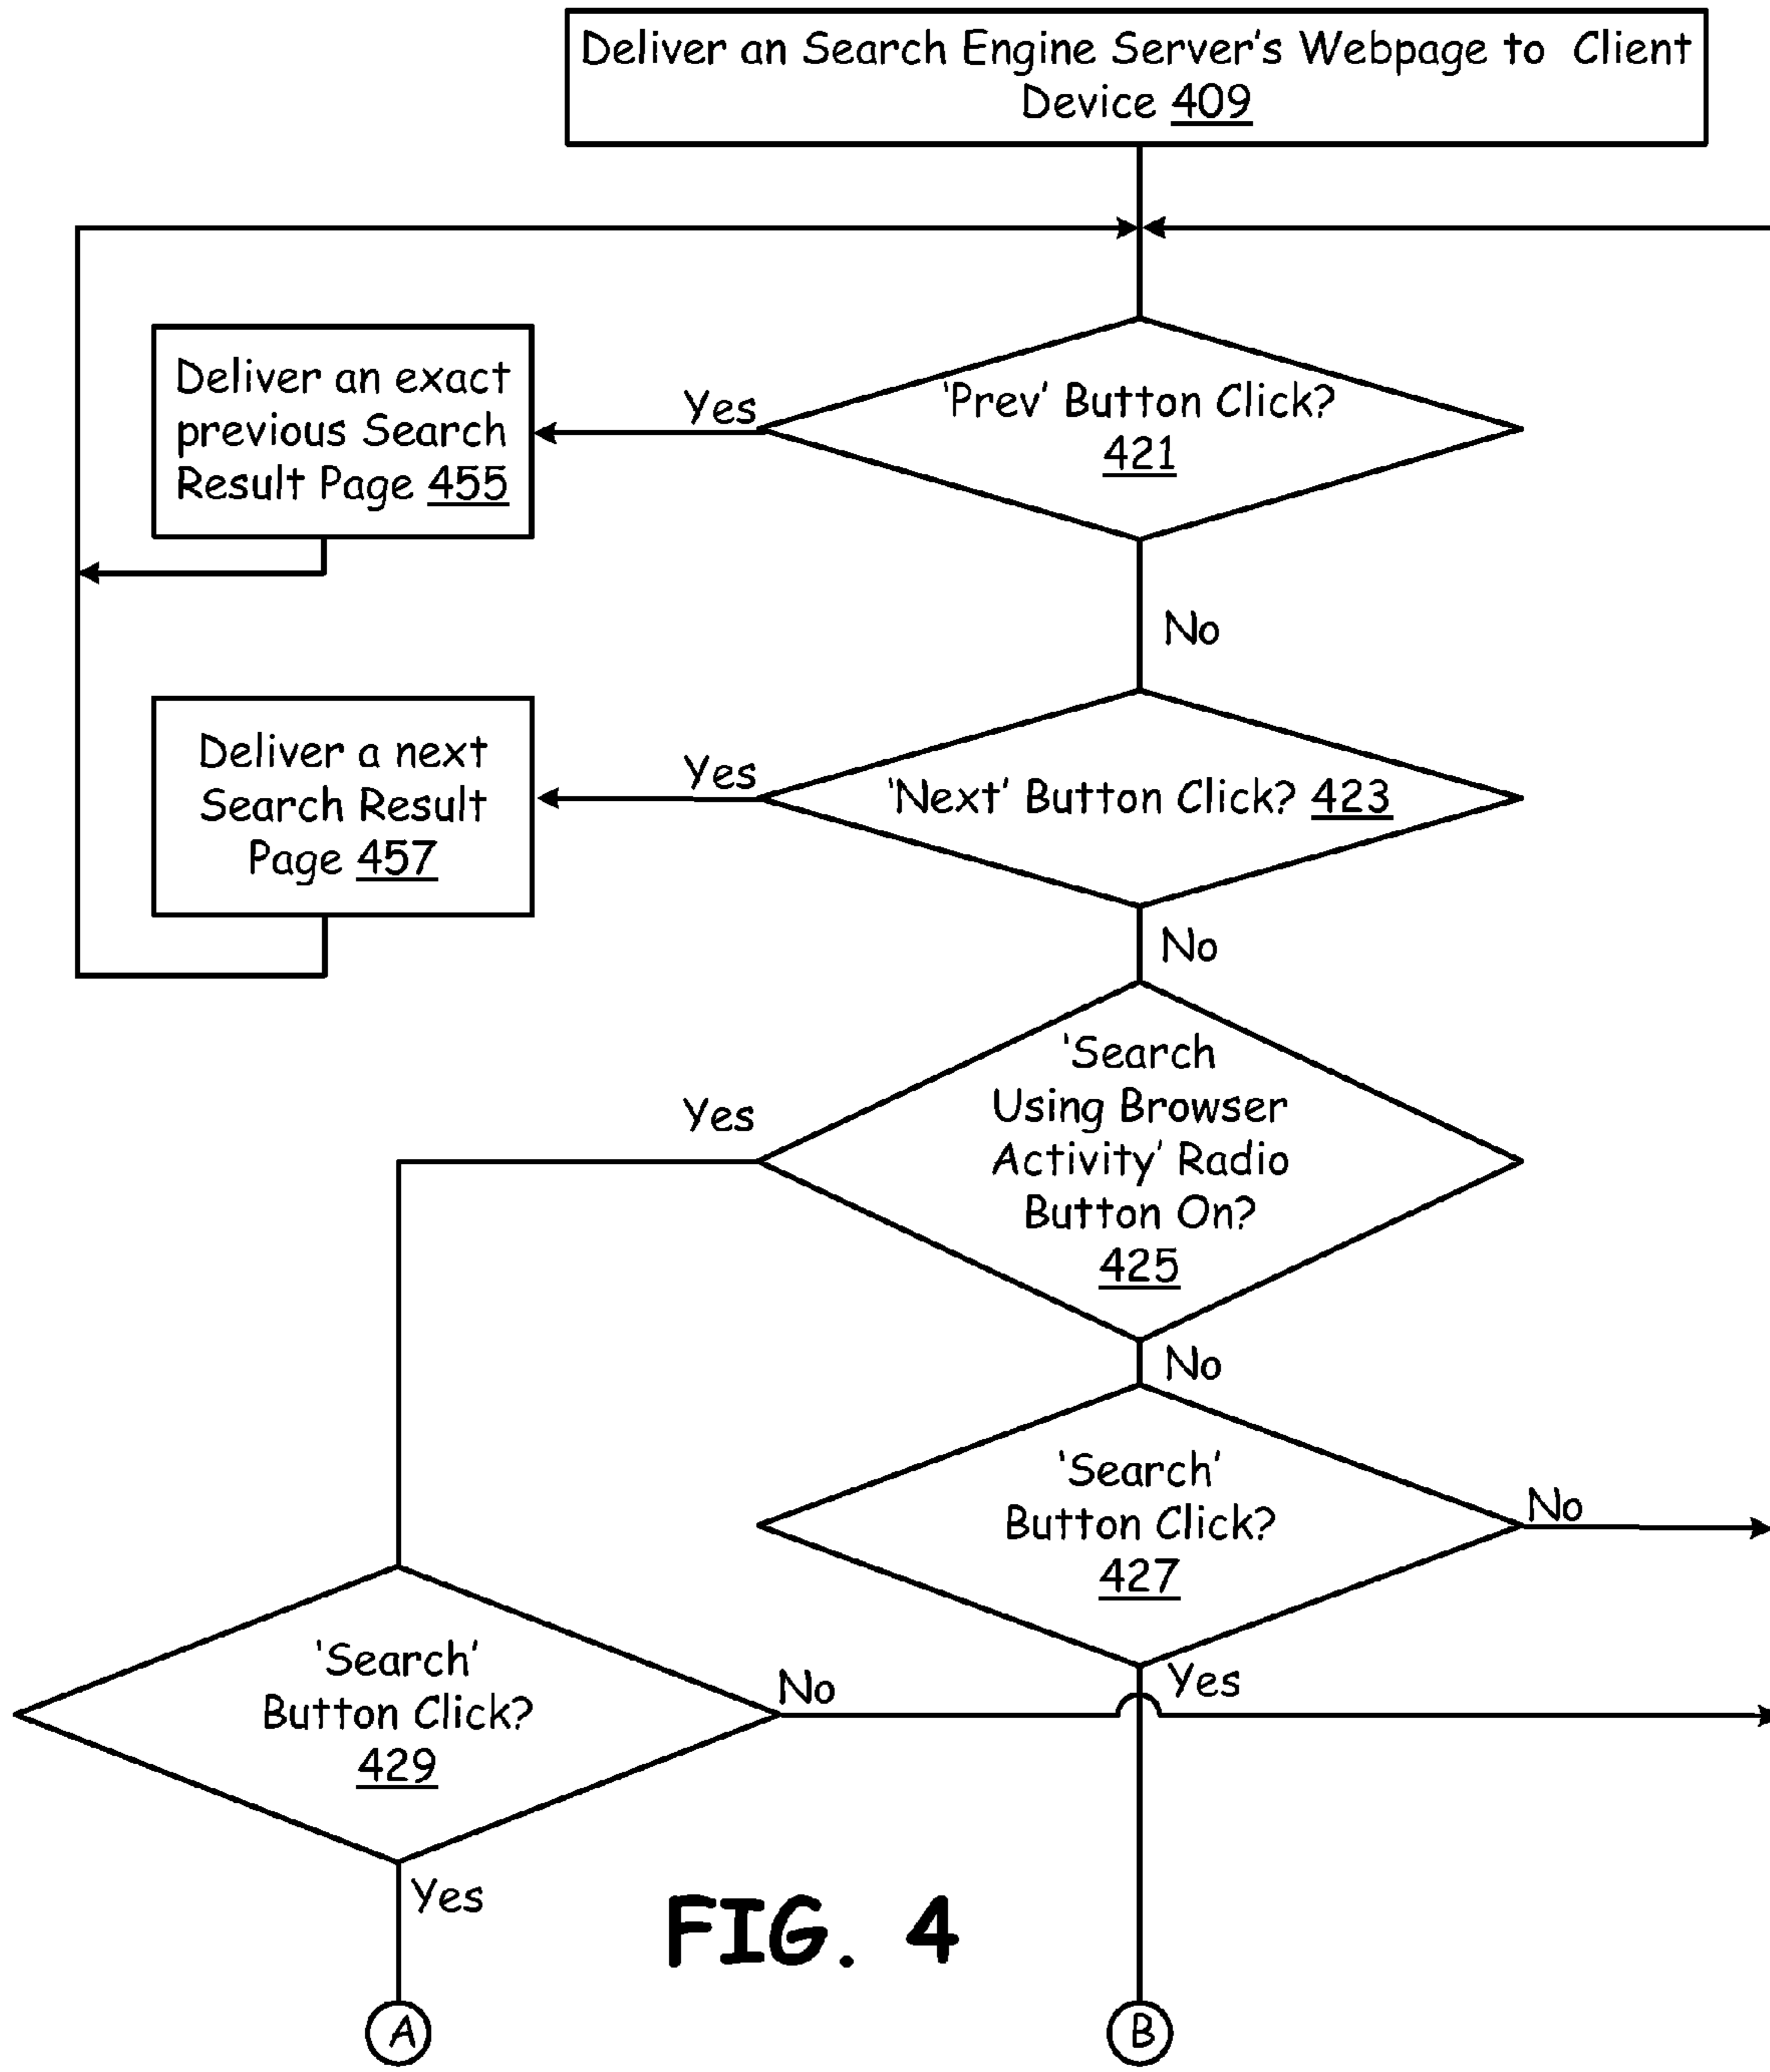 Deliver an Search Engine Server's Webpage to Client
Device 409
'Prev' Button Click?
421
Yes
Deliver an exact
previous Search
Result Page 455
No
'Next' Button Click? 423
Yes
Deliver a next
Search Result
Page 457
No
'Search
Using Browser
Activity' Radio
Button On?
425
Yes
No
'Search'
Button Click?
427
No
Yes
'Search'
Button Click?
429
No
Yes
FIG. 4
A
B